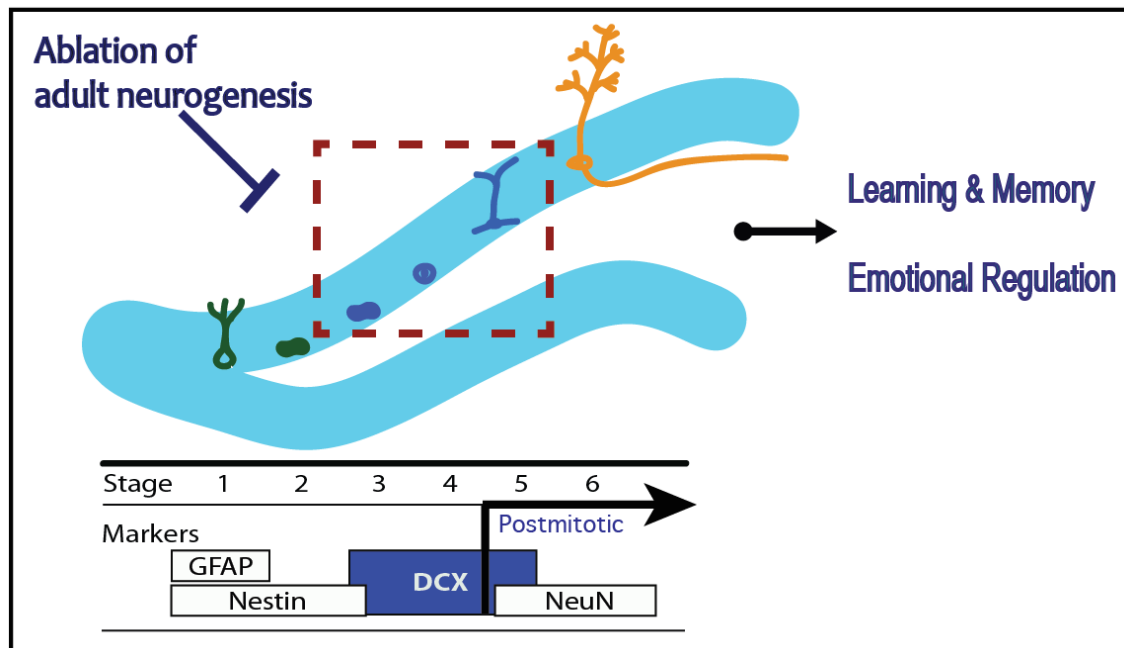 Ablation of
adult neurogenesis
Learning & Memory
Emotional Regulation
Stage 1 2 3 4 5 6
Postmitotic
Markers
GFAP
DCX
Nestin
NeuN